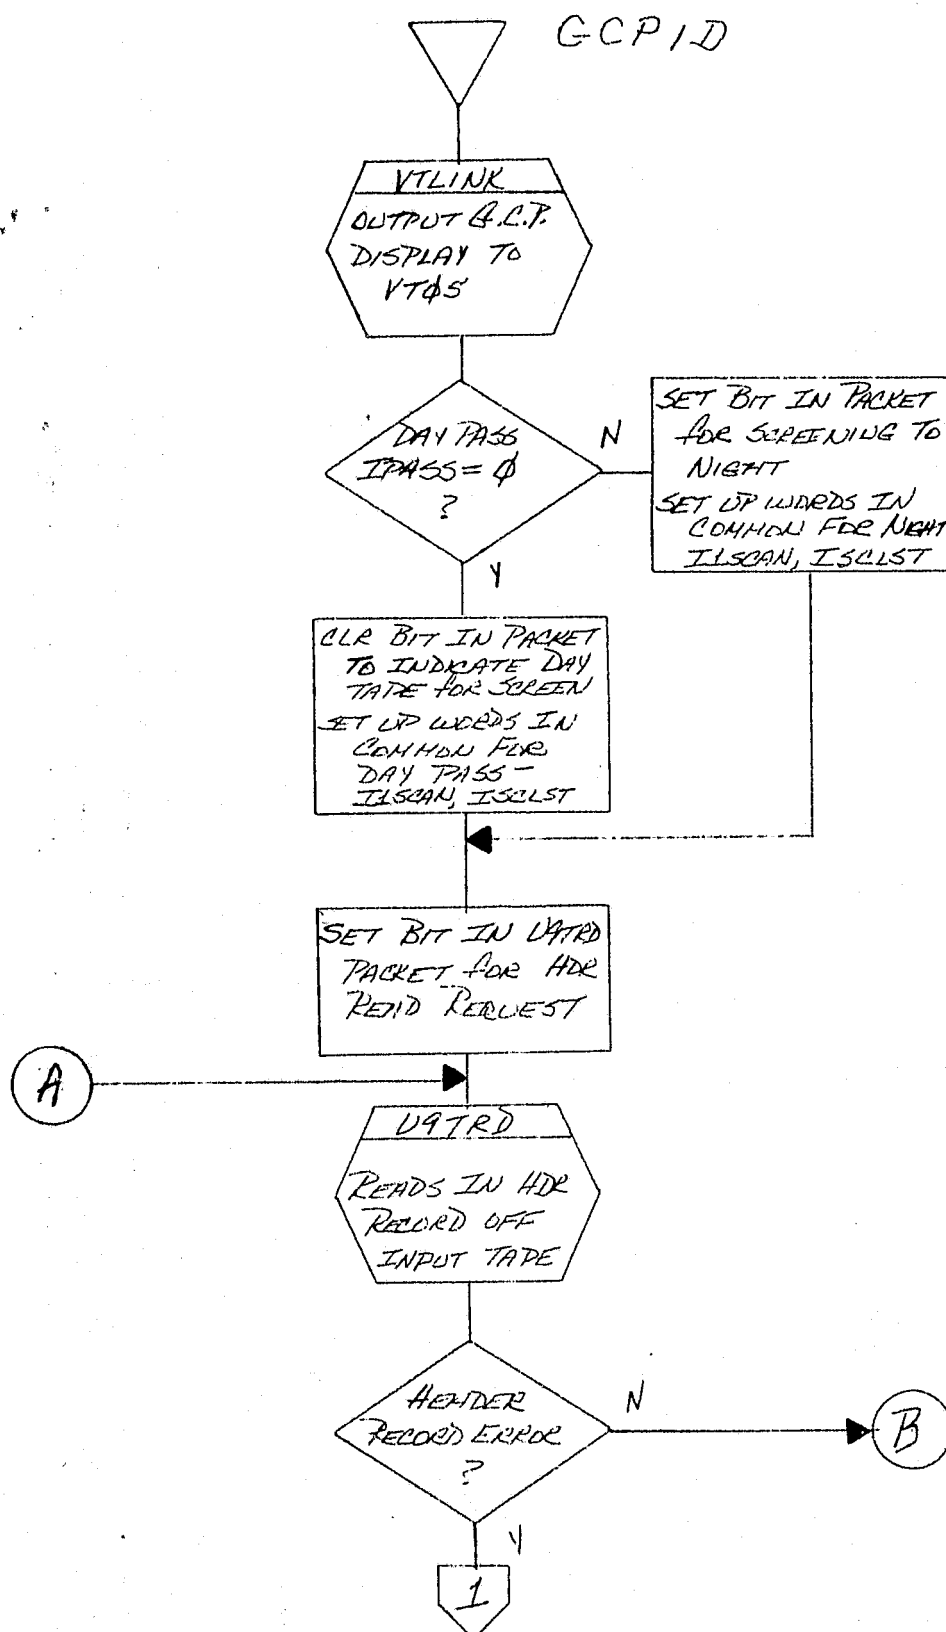 GCPID
VTLINK
OUTPUT G.C.P.
DISPLAY TO
VTØ5
DAY PASS
IPASS = Ø
?
N
SET BIT IN PACKET
FOR SCREENING TO
NIGHT
SET UP WORDS IN
COMMON FOR NIGHT
I1SCAN, ISCLST
Y
CLR BIT IN PACKET
TO INDICATE DAY
TAPE FOR SCREEN
SET UP WORDS IN
COMMON FOR
DAY PASS -
I1SCAN, ISCLST
SET BIT IN U9TRD
PACKET FOR HDR
READ REQUEST
A
U9TRD
READS IN HDR
RECORD OFF
INPUT TAPE
HEADER
RECORD ERROR
?
N
B
Y
1